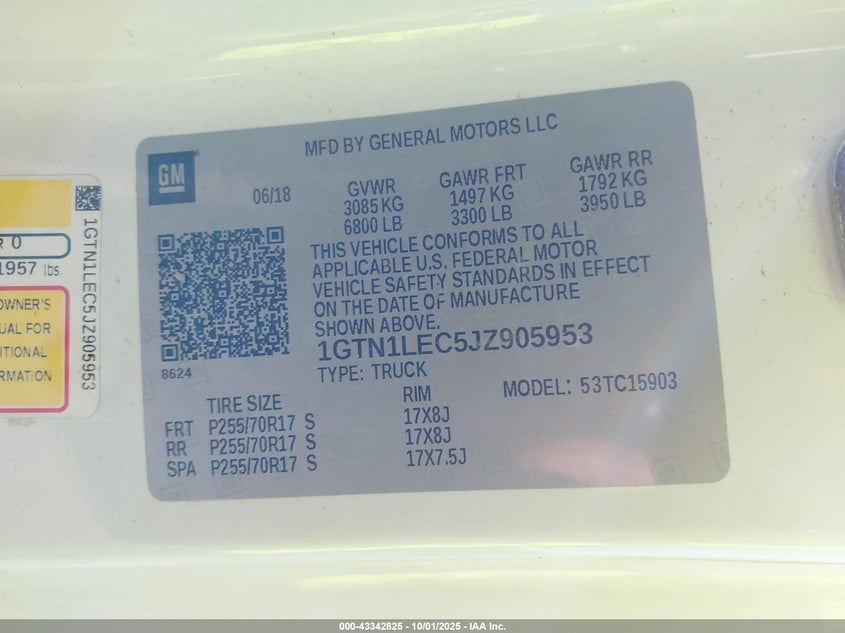 MFD BY GENERAL MOTORS LLC
GM
06/18
GVWR
3085 KG
6800 LB
GAWR FRT
1497 KG
3300 LB
GAWR RR
1792 KG
3950 LB
THIS VEHICLE CONFORMS TO ALL
APPLICABLE U.S. FEDERAL MOTOR
VEHICLE SAFETY STANDARDS IN EFFECT
ON THE DATE OF MANUFACTURE
SHOWN ABOVE.
1GTN1LEC5JZ905953
8624
TYPE: TRUCK
MODEL: 53TC15903
TIRE SIZE RIM
FRT P255/70R17 S 17X8J
RR P255/70R17 S 17X8J
SPA P255/70R17 S 17X7.5J
R 0
1957 lbs
OWNER'S
UAL FOR
ITIONAL
RMATION
1GTN1LEC5JZ905953
000-43342825 - 10/01/2025 - IAA Inc.